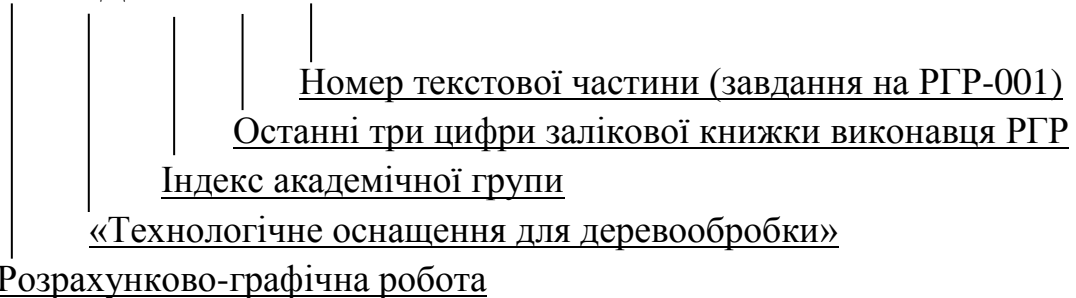 Номер текстової частини (завдання на РГР-001)
Останні три цифри залікової книжки виконавця РГР
Індекс академічної групи
«Технологічне оснащення для деревообробки»
Розрахунково-графічна робота